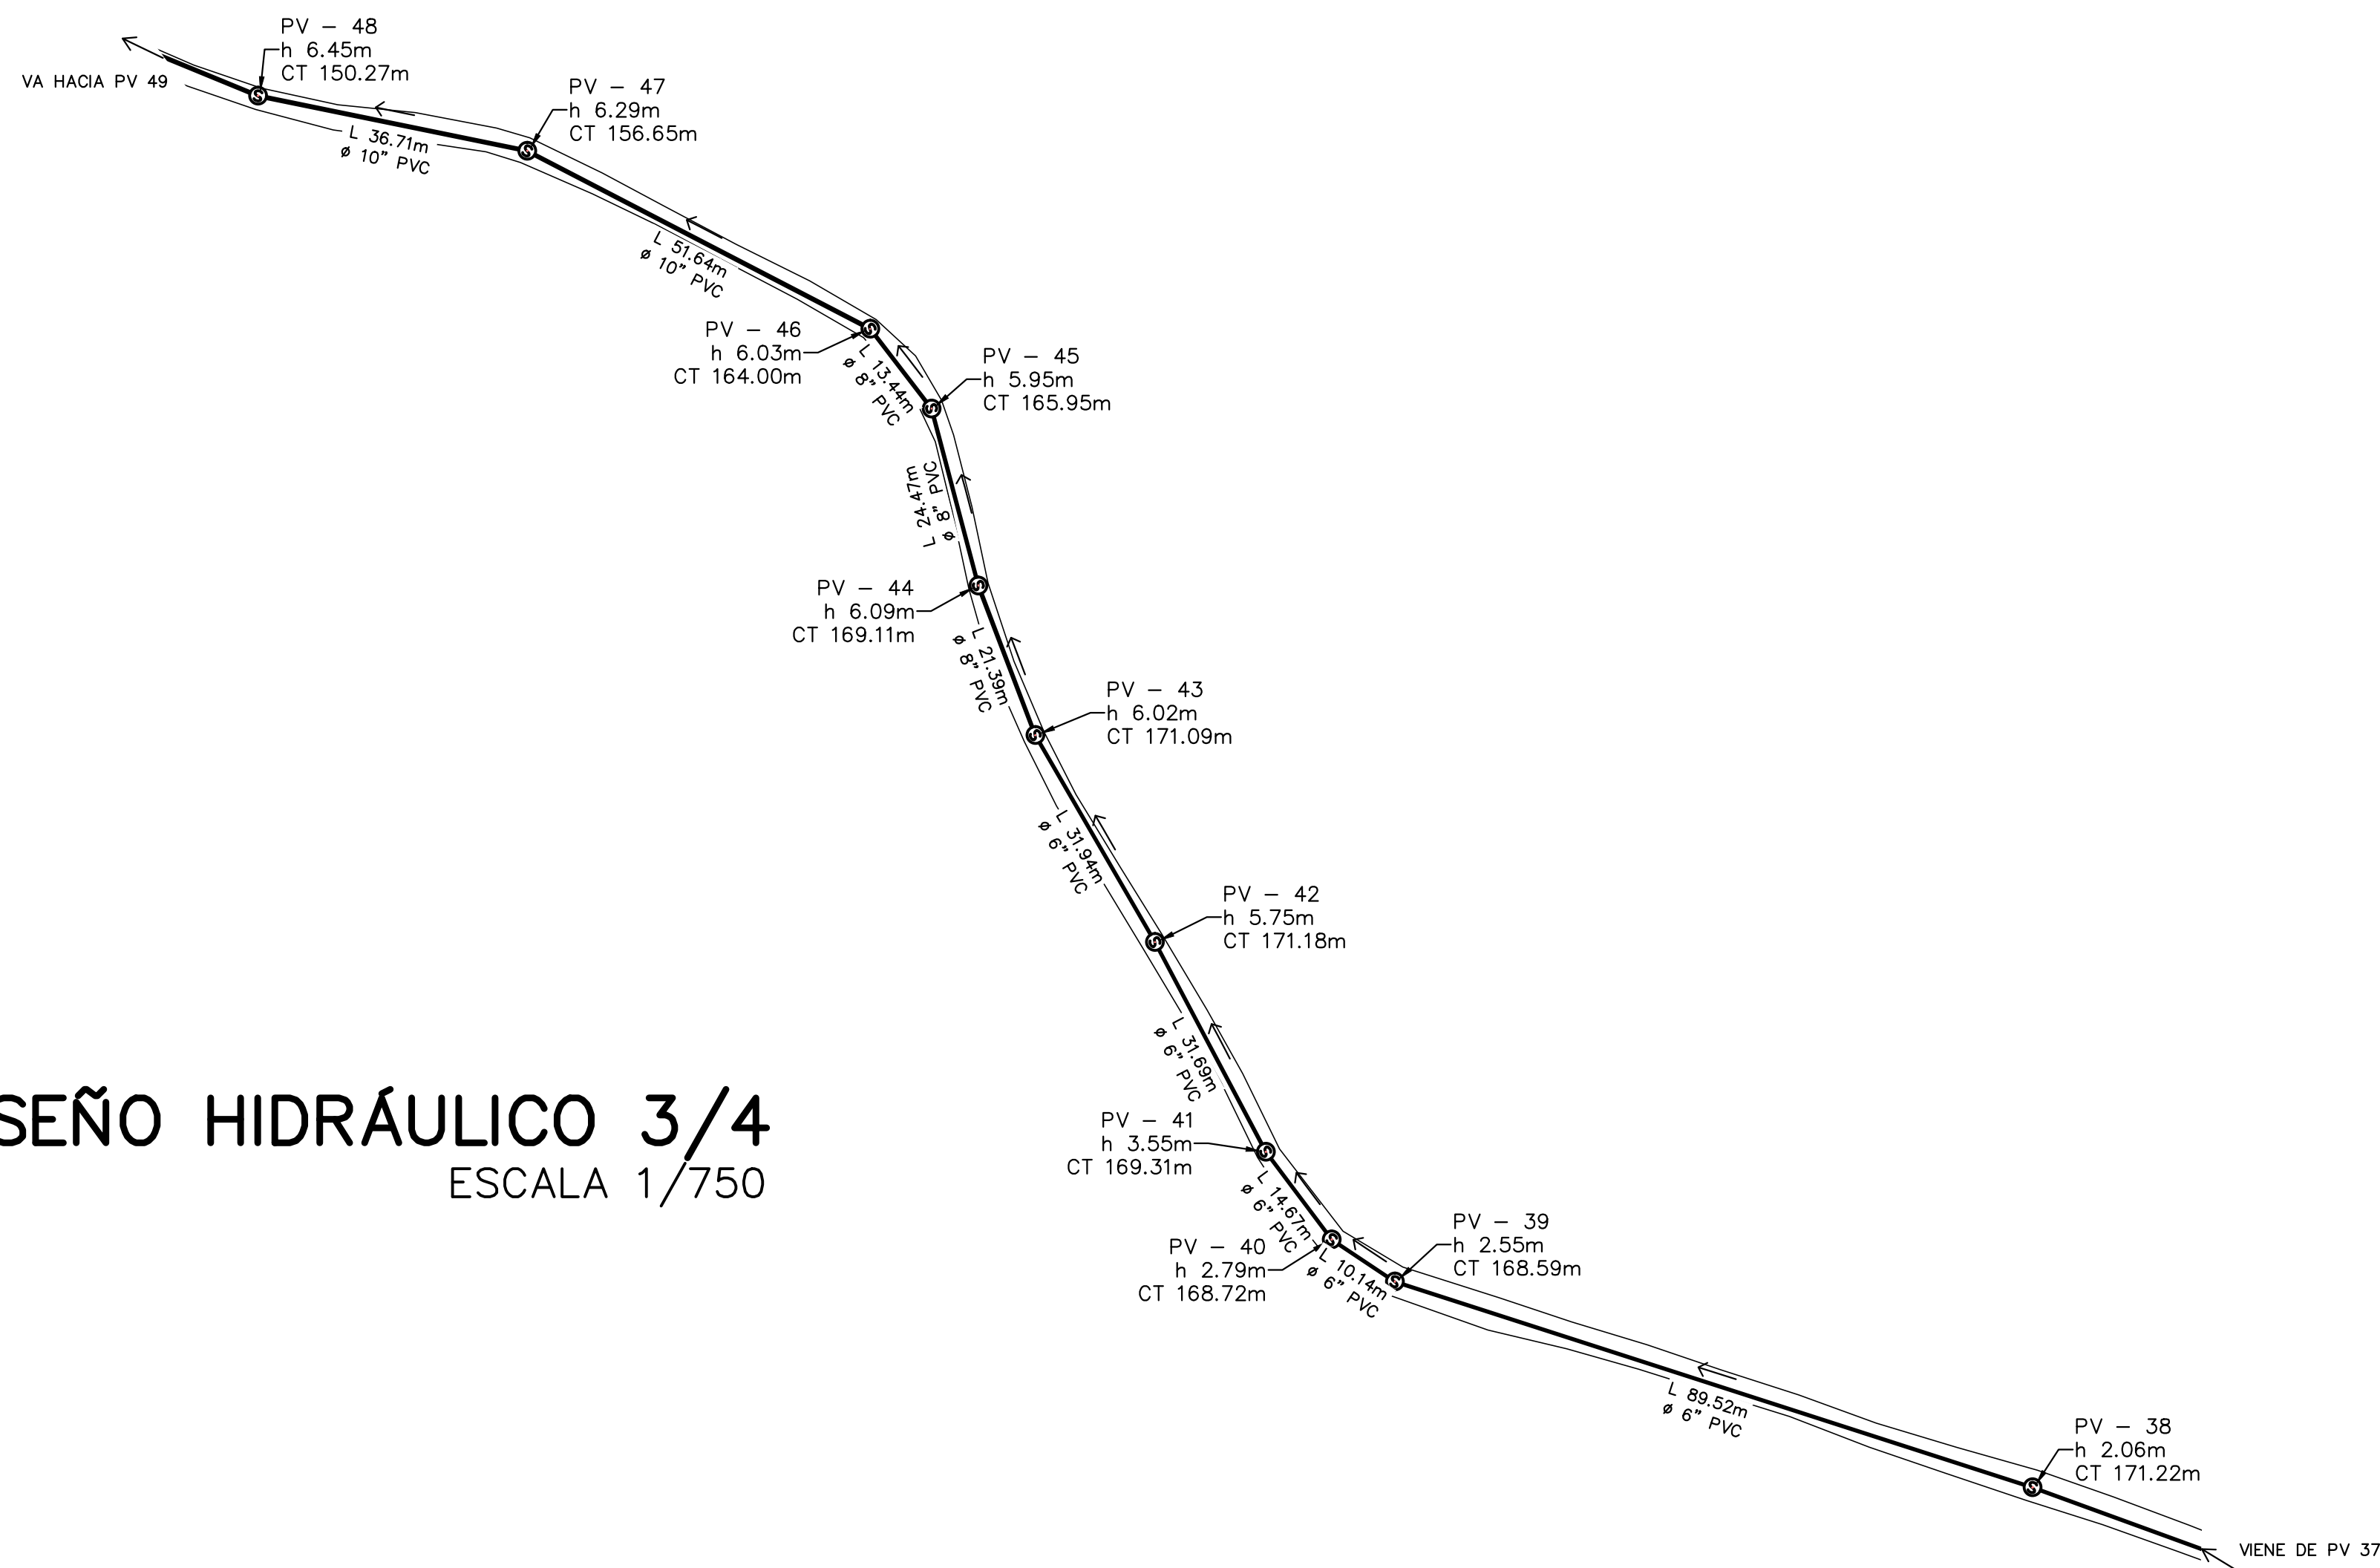 PV - 48
h 6.45m
CT 150.27m
VA HACIA PV 49
PV - 47
h 6.29m
CT 156.65m
L 36.71m
ø 10" PVC
L 51.64m
ø 10" PVC
PV - 46
h 6.03m
CT 164.00m
PV - 45
h 5.95m
CT 165.95m
L 13.44m
ø 8" PVC
L 24.47m
ø 8" PVC
PV - 44
h 6.09m
CT 169.11m
L 21.39m
ø 8" PVC
PV - 43
h 6.02m
CT 171.09m
L 31.94m
ø 6" PVC
PV - 42
h 5.75m
CT 171.18m
L 31.69m
ø 6" PVC
SEÑO HIDRÁULICO 3/4
ESCALA 1/750
PV - 41
h 3.55m
CT 169.31m
L 14.67m
ø 6" PVC
PV - 40
h 2.79m
CT 168.72m
PV - 39
h 2.55m
CT 168.59m
L 10.14m
ø 6" PVC
L 89.52m
ø 6" PVC
PV - 38
h 2.06m
CT 171.22m
VIENE DE PV 37